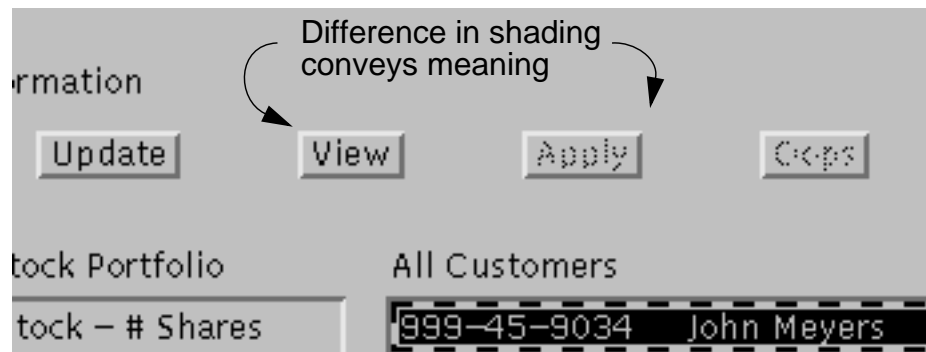 Difference in shading
conveys meaning
rmation
Update View Apply Oops
tock Portfolio All Customers
tock – # Shares 999–45–9034 John Meyers